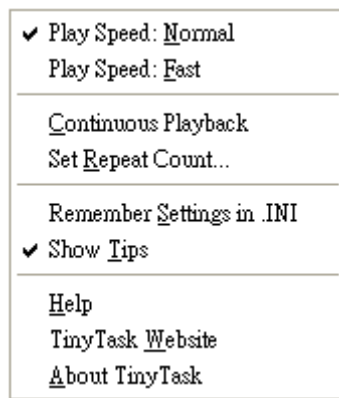 Play Speed: Normal
Play Speed: Fast
Continuous Playback
Set Repeat Count...
Remember Settings in .INI
Show Tips
Help
TinyTask Website
About TinyTask